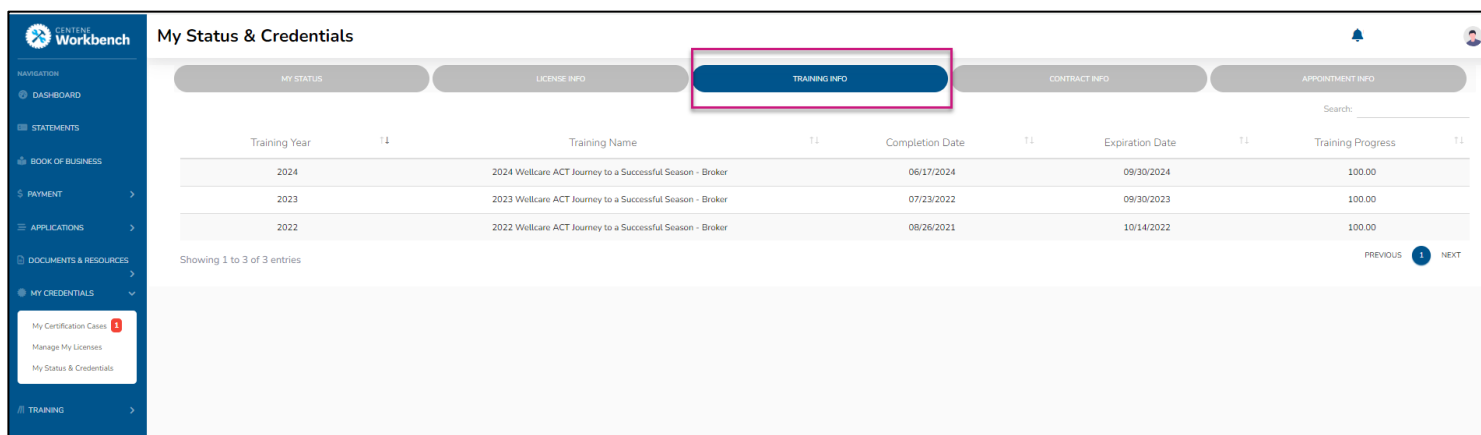 CENTENE
Workbench
My Status & Credentials
NAVIGATION
DASHBOARD
STATEMENTS
BOOK OF BUSINESS
$ PAYMENT
APPLICATIONS
DOCUMENTS & RESOURCES
MY CREDENTIALS
My Certification Cases 1
Manage My Licenses
My Status & Credentials
TRAINING
MY STATUS LICENSE INFO TRAINING INFO CONTRACT INFO APPOINTMENT INFO
Search:
Training Year Training Name Completion Date Expiration Date Training Progress
2024 2024 Wellcare ACT Journey to a Successful Season - Broker 06/17/2024 09/30/2024 100.00
2023 2023 Wellcare ACT Journey to a Successful Season - Broker 07/23/2022 09/30/2023 100.00
2022 2022 Wellcare ACT Journey to a Successful Season - Broker 08/26/2021 10/14/2022 100.00
Showing 1 to 3 of 3 entries
PREVIOUS 1 NEXT